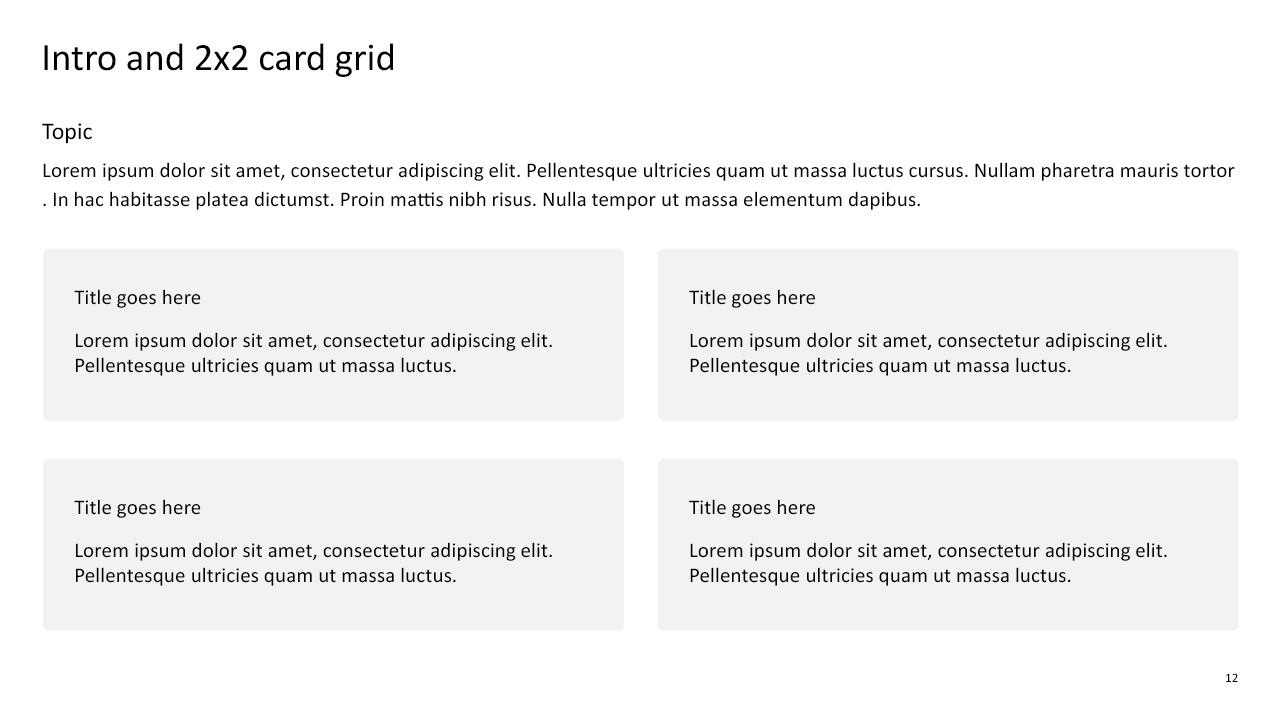 Intro and 2x2 card grid
Topic
Lorem ipsum dolor sit amet, consectetur adipiscing elit. Pellentesque ultricies quam ut massa luctus cursus. Nullam pharetra mauris tortor
. In hac habitasse platea dictumst. Proin mattis nibh risus. Nulla tempor ut massa elementum dapibus.
Title goes here
Lorem ipsum dolor sit amet, consectetur adipiscing elit.
Pellentesque ultricies quam ut massa luctus.
Title goes here
Lorem ipsum dolor sit amet, consectetur adipiscing elit.
Pellentesque ultricies quam ut massa luctus.
Title goes here
Lorem ipsum dolor sit amet, consectetur adipiscing elit.
Pellentesque ultricies quam ut massa luctus.
Title goes here
Lorem ipsum dolor sit amet, consectetur adipiscing elit.
Pellentesque ultricies quam ut massa luctus.
12